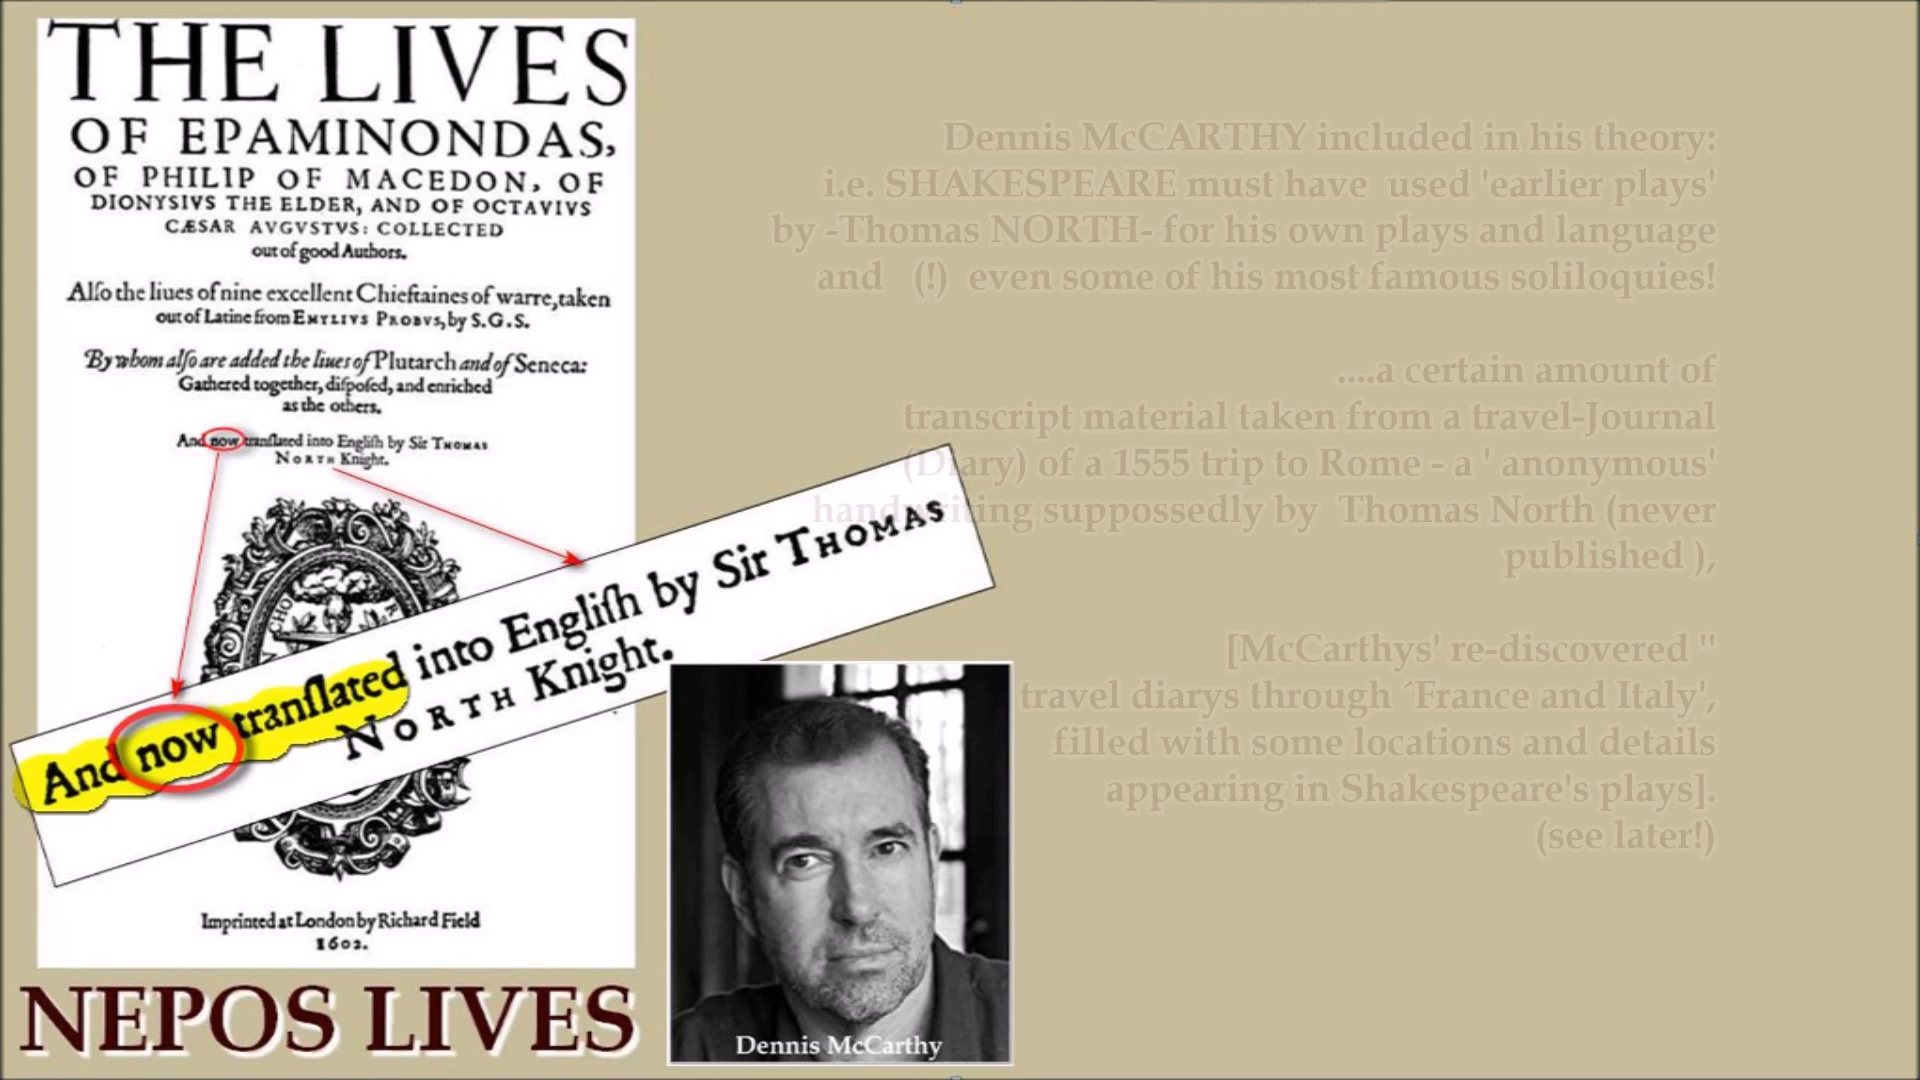 THE LIVES
OF EPAMINONDAS,
OF PHILIP OF MACEDON, OF
DIONYSIVS THE ELDER, AND OF OCTAVIVS
CÆSAR AVGVSTVS: COLLECTED
out of good Authors.
Alſo the liues of nine excellent Chieftaines of warre, taken
out of Latine from EMYLIVS PROBVS, by S.G.S.
By whom alſo are added the liues of Plutarch and of Seneca:
Gathered together, diſpoſed, and enriched
as the others.
And now tranſlated into Engliſh by Sir THOMAS
NORTH Knight.
And now tranſlated into Engliſh by Sir THOMAS
NORTH Knight.
Imprinted at London by Richard Field
1602.
NEPOS LIVES
Dennis McCarthy
Dennis McCARTHY included in his theory:
i.e. SHAKESPEARE must have used 'earlier plays'
by -Thomas NORTH- for his own plays and language
and (!) even some of his most famous soliloquies!
....a certain amount of
transcript material taken from a travel-Journal
(Diary) of a 1555 trip to Rome - a ' anonymous'
handwriting suppossedly by Thomas North (never
published ),
[McCarthys' re-discovered "
travel diarys through ´France and Italy',
filled with some locations and details
appearing in Shakespeare's plays].
(see later!)